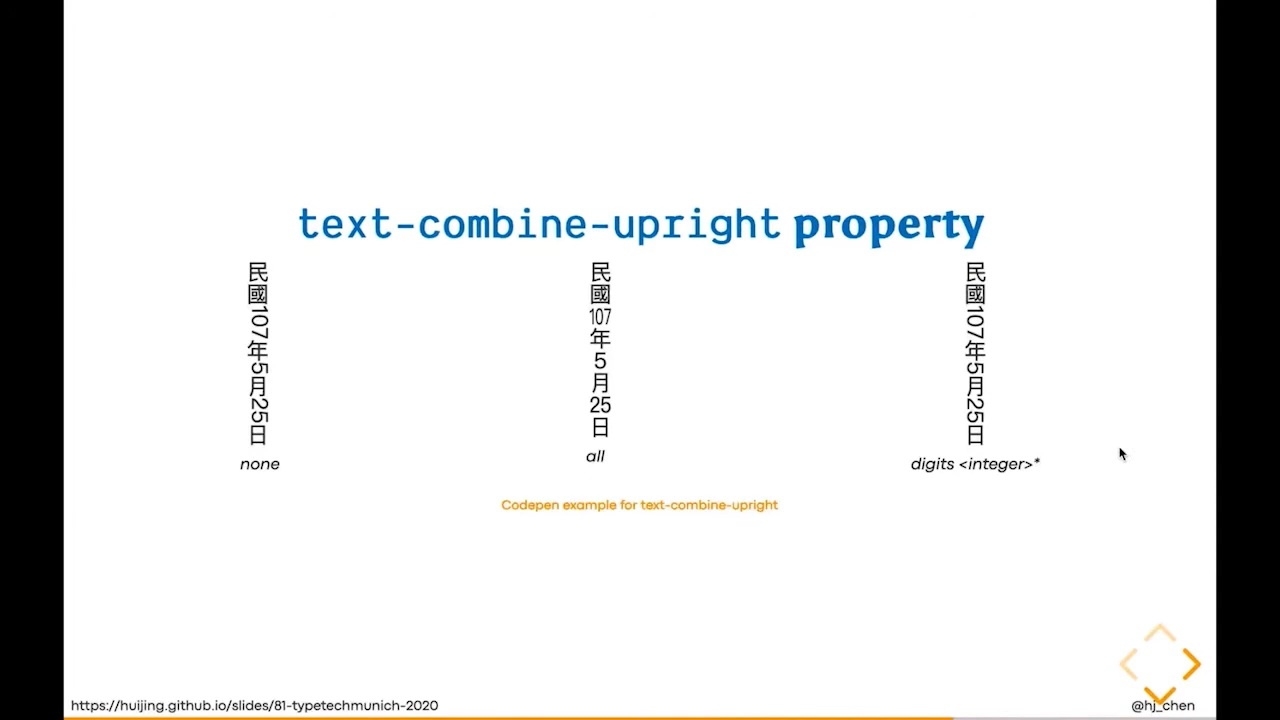 text-combine-upright property
民國107年5月25日
none
民國107年5月25日
all
民國107年5月25日
digits <integer>*
Codepen example for text-combine-upright
https://huijing.github.io/slides/81-typetechmunich-2020
@hj_chen